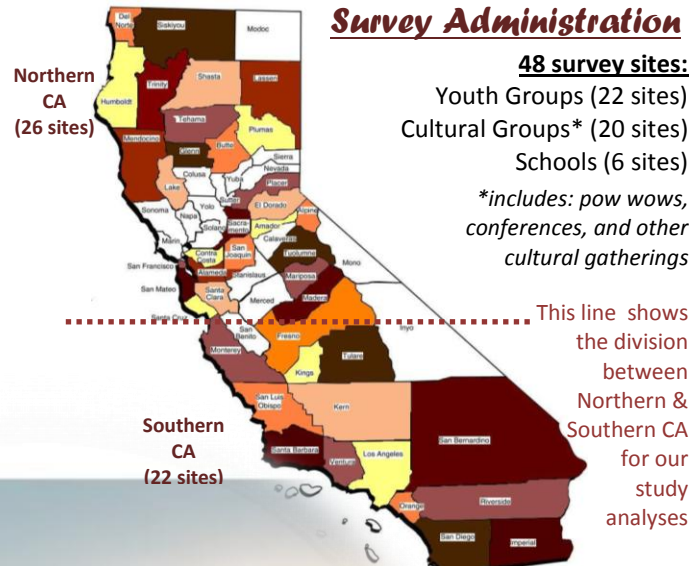 Survey Administration
48 survey sites:
Youth Groups (22 sites)
Cultural Groups* (20 sites)
Schools (6 sites)
*includes: pow wows,
conferences, and other
cultural gatherings
Northern
CA
(26 sites)
This line shows
the division
between
Northern &
Southern CA
for our
study
analyses
Southern
CA
(22 sites)
Del
Norte
Siskiyou
Modoc
Humboldt
Trinity
Shasta
Lassen
Tehama
Plumas
Mendocino
Glenn
Butte
Sierra
Colusa
Nevada
Yuba
Lake
Sutter
Placer
Sonoma
Yolo
El Dorado
Napa
Alpine
Sacra-
mento
Amador
Solano
Marin
Calaveras
Contra
Costa
San
Joaquin
Tuolumne
Mono
San Francisco
Alameda
Stanislaus
Mariposa
San Mateo
Santa
Clara
Merced
Madera
Santa Cruz
San
Benito
Fresno
Inyo
Monterey
Tulare
Kings
San Luis
Obispo
Kern
San Bernardino
Santa Barbara
Ventura
Los Angeles
Orange
Riverside
San Diego
Imperial